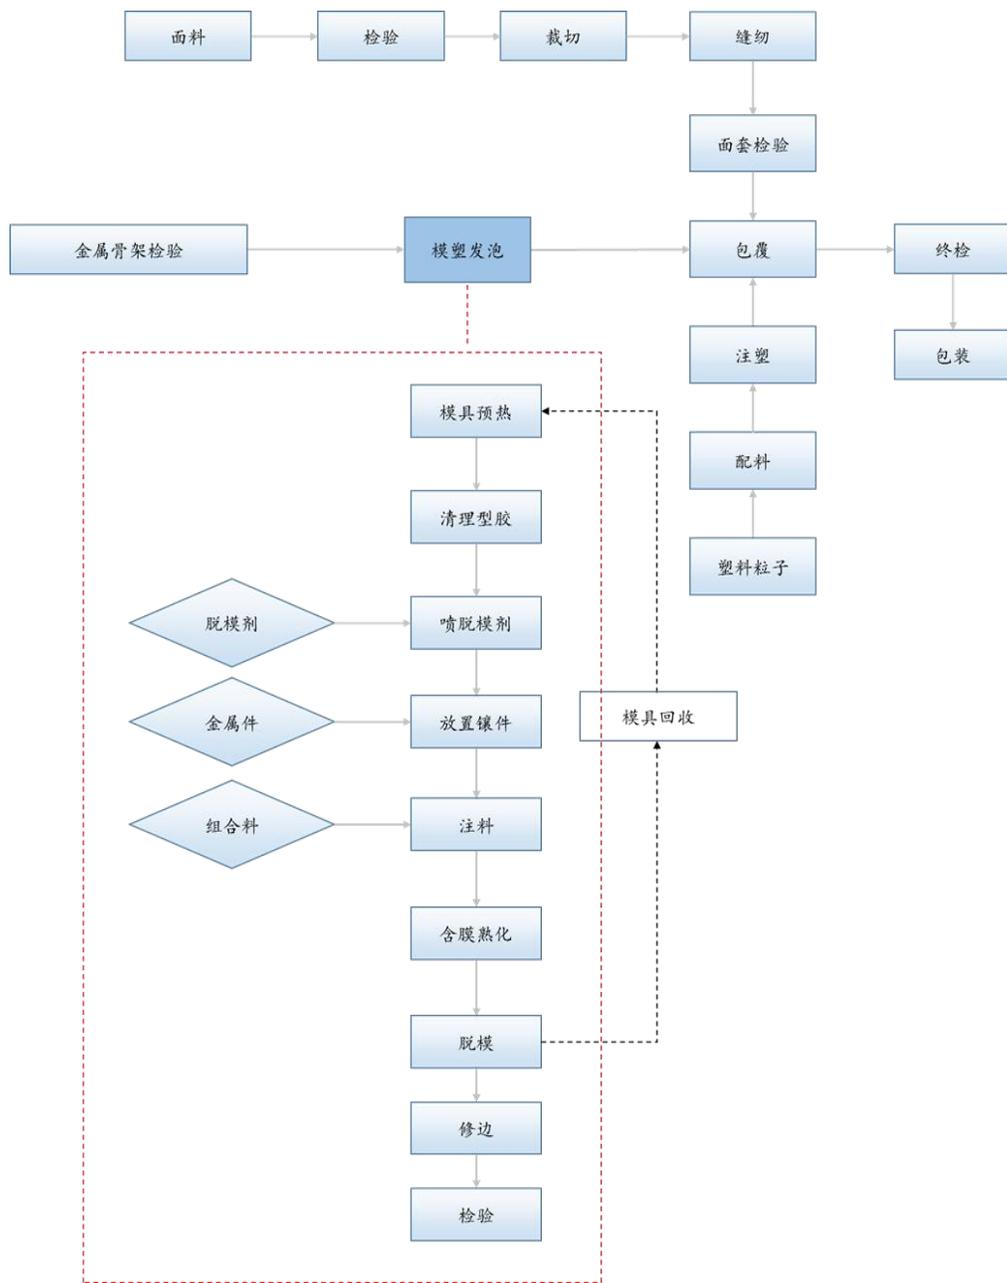 面料
检验
裁切
缝纫
面套检验
金属骨架检验
模塑发泡
包覆
终检
注塑
包装
模具预热
配料
清理型胶
塑料粒子
脱模剂
喷脱模剂
金属件
放置镶件
模具回收
组合料
注料
含膜熟化
脱模
修边
检验